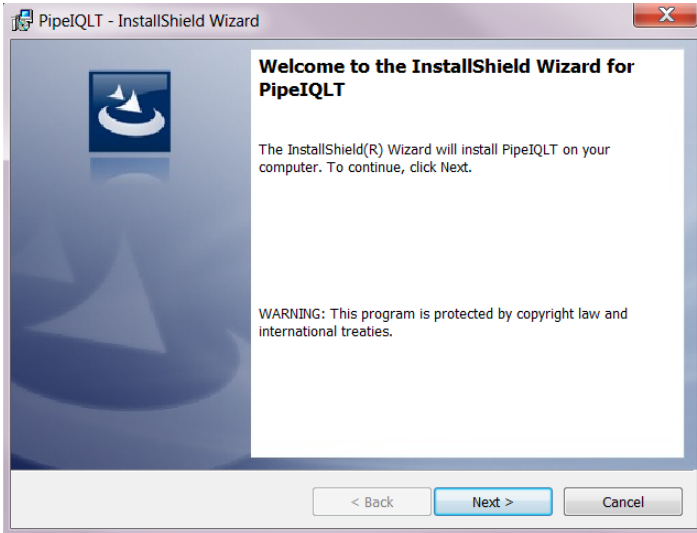 PipeIQLT - InstallShield Wizard
X
Welcome to the InstallShield Wizard for
PipeIQLT
The InstallShield(R) Wizard will install PipeIQLT on your
computer. To continue, click Next.
WARNING: This program is protected by copyright law and
international treaties.
< Back Next > Cancel